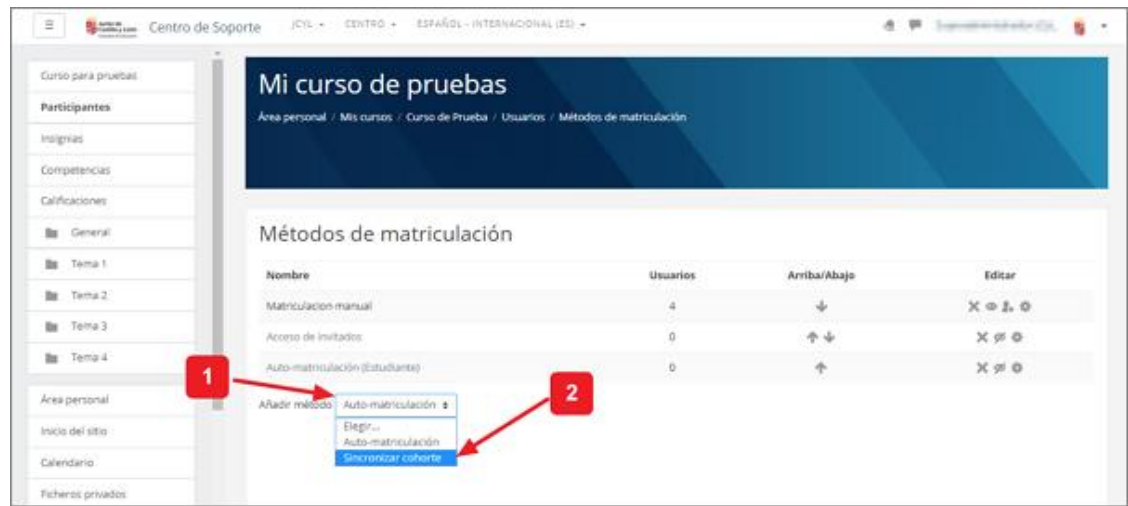 Centro de Soporte JCYL CENTRO ESPAÑOL - INTERNACIONAL (ES)
Curso para pruebas
Participantes
Insignias
Competencias
Calificaciones
General
Tema 1
Tema 2
Tema 3
Tema 4
Área personal
Inicio del sitio
Calendario
Ficheros privados
Mi curso de pruebas
Área personal / Mis cursos / Curso de Prueba / Usuarios / Métodos de matriculación
Métodos de matriculación
Nombre Usuarios Arriba/Abajo Editar
Matriculacion manual 4
Acceso de invitados 0
Auto-matriculación (Estudiante) 0
1
2
Añadir método Auto-matriculación
Elegir...
Auto-matriculación
Sincronizar cohorte